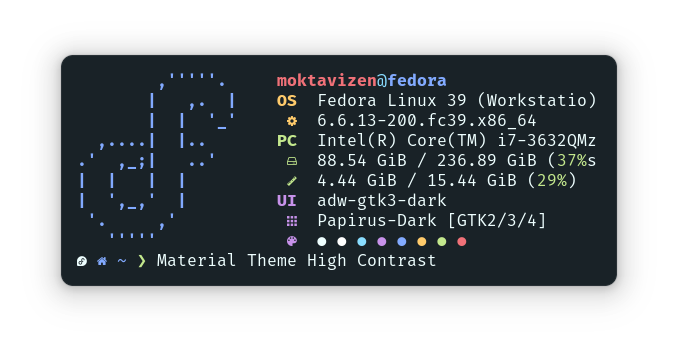 moktavizen@fedora
OS Fedora Linux 39 (Workstatio)
6.6.13-200.fc39.x86_64
PC Intel(R) Core(TM) i7-3632QMz
88.54 GiB / 236.89 GiB (37%s
4.44 GiB / 15.44 GiB (29%)
UI adw-gtk3-dark
Papirus-Dark [GTK2/3/4]
~ ❯ Material Theme High Contrast